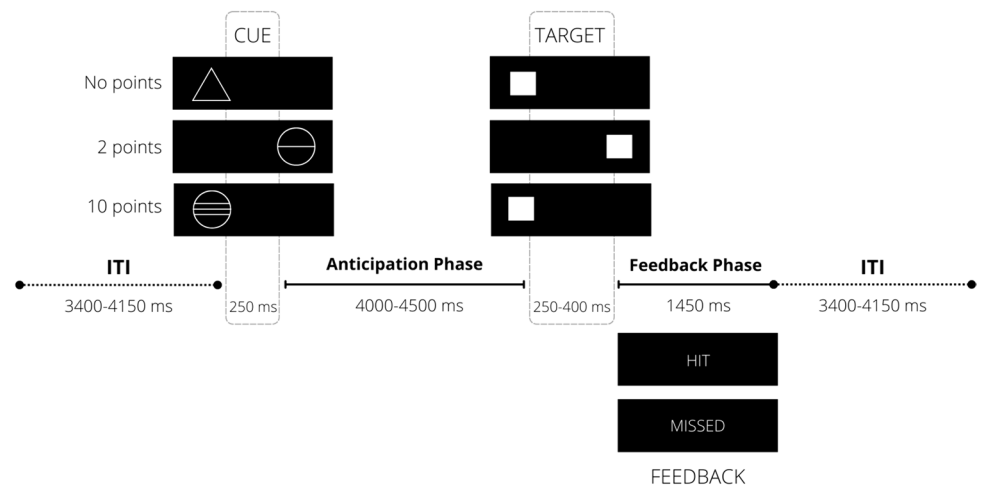 CUE
TARGET
No points
2 points
10 points
ITI
Anticipation Phase
Feedback Phase
ITI
3400-4150 ms
250 ms
4000-4500 ms
250-400 ms
1450 ms
3400-4150 ms
HIT
MISSED
FEEDBACK